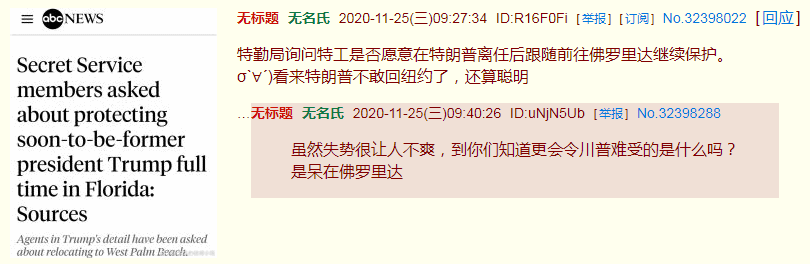 abc NEWS
Secret Service
members asked
about protecting
soon-to-be-former
president Trump full
time in Florida:
Sources
Agents in Trump's detail have been asked
about relocating to West Palm Beach.
无标题 无名氏 2020-11-25(三)09:27:34 ID:R16F0Fi [举报] [订阅] No.32398022 [回应]
特勤局询问特工是否愿意在特朗普离任后跟随前往佛罗里达继续保护。
σ`∀´)看来特朗普不敢回纽约了，还算聪明
…无标题 无名氏 2020-11-25(三)09:40:26 ID:uNjN5Ub [举报] No.32398288
虽然失势很让人不爽，到你们知道更会令川普难受的是什么吗？
是呆在佛罗里达